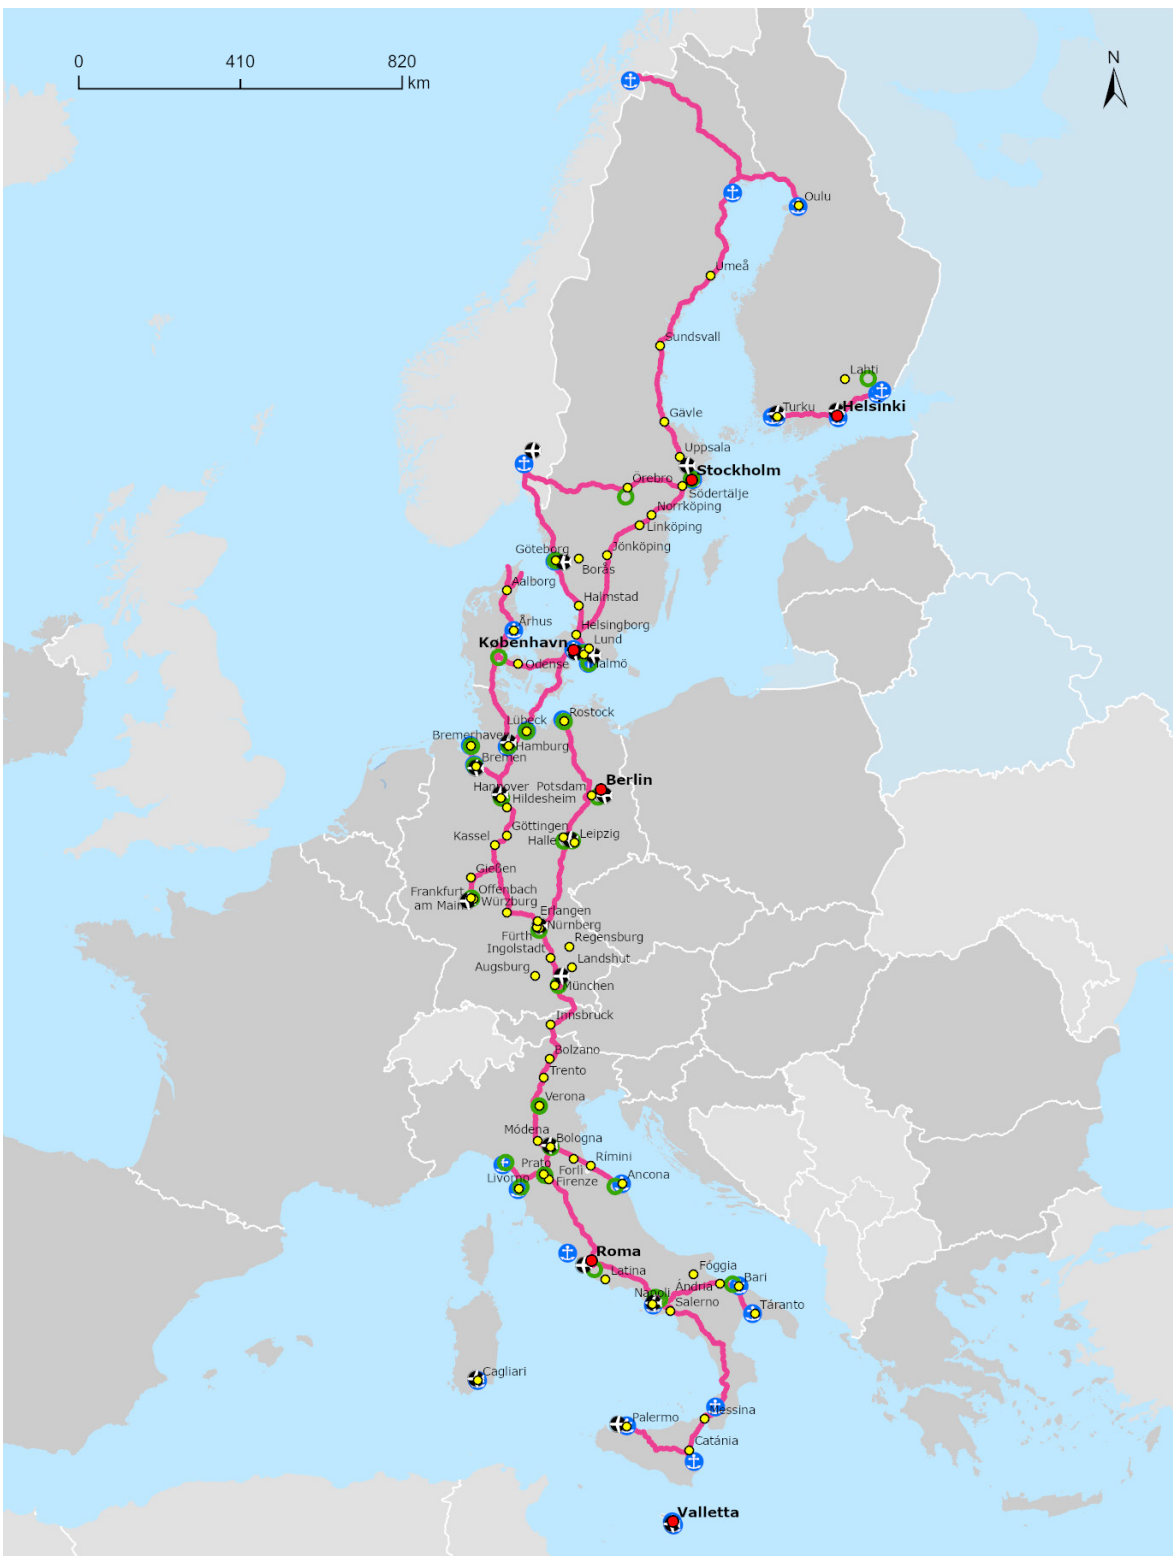 0 410 820
km
N
Oulu
Umeå
Sundsvall
Lahti
Turku
Helsinki
Gävle
Uppsala
Stockholm
Örebro
Södertälje
Norrköping
Linköping
Göteborg
Jönköping
Borås
Aalborg
Halmstad
Århus
Helsingborg
København
Lund
Odense
Malmö
Rostock
Lübeck
Bremerhaven
Hamburg
Bremen
Berlin
Hannover
Potsdam
Hildesheim
Göttingen
Kassel
Halle
Leipzig
Gießen
Frankfurt
am Main
Offenbach
Würzburg
Erlangen
Nürnberg
Fürth
Regensburg
Ingolstadt
Landshut
Augsburg
München
Innsbruck
Bolzano
Trento
Verona
Módena
Bologna
Prato
Forlì
Rímini
Livorno
Firenze
Ancona
Roma
Latina
Fóggia
Ándria
Bari
Napoli
Salerno
Táranto
Cagliari
Messina
Palermo
Catánia
Valletta